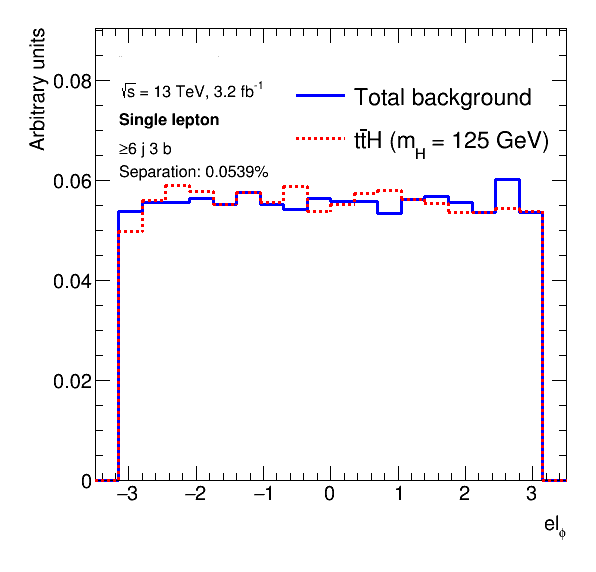 Arbitrary units
√s = 13 TeV, 3.2 fb⁻¹
Single lepton
≥6 j 3 b
Separation: 0.0539%
Total background
tt̄H (m_H = 125 GeV)
0.08
0.06
0.04
0.02
0
−3 −2 −1 0 1 2 3
el_ϕ